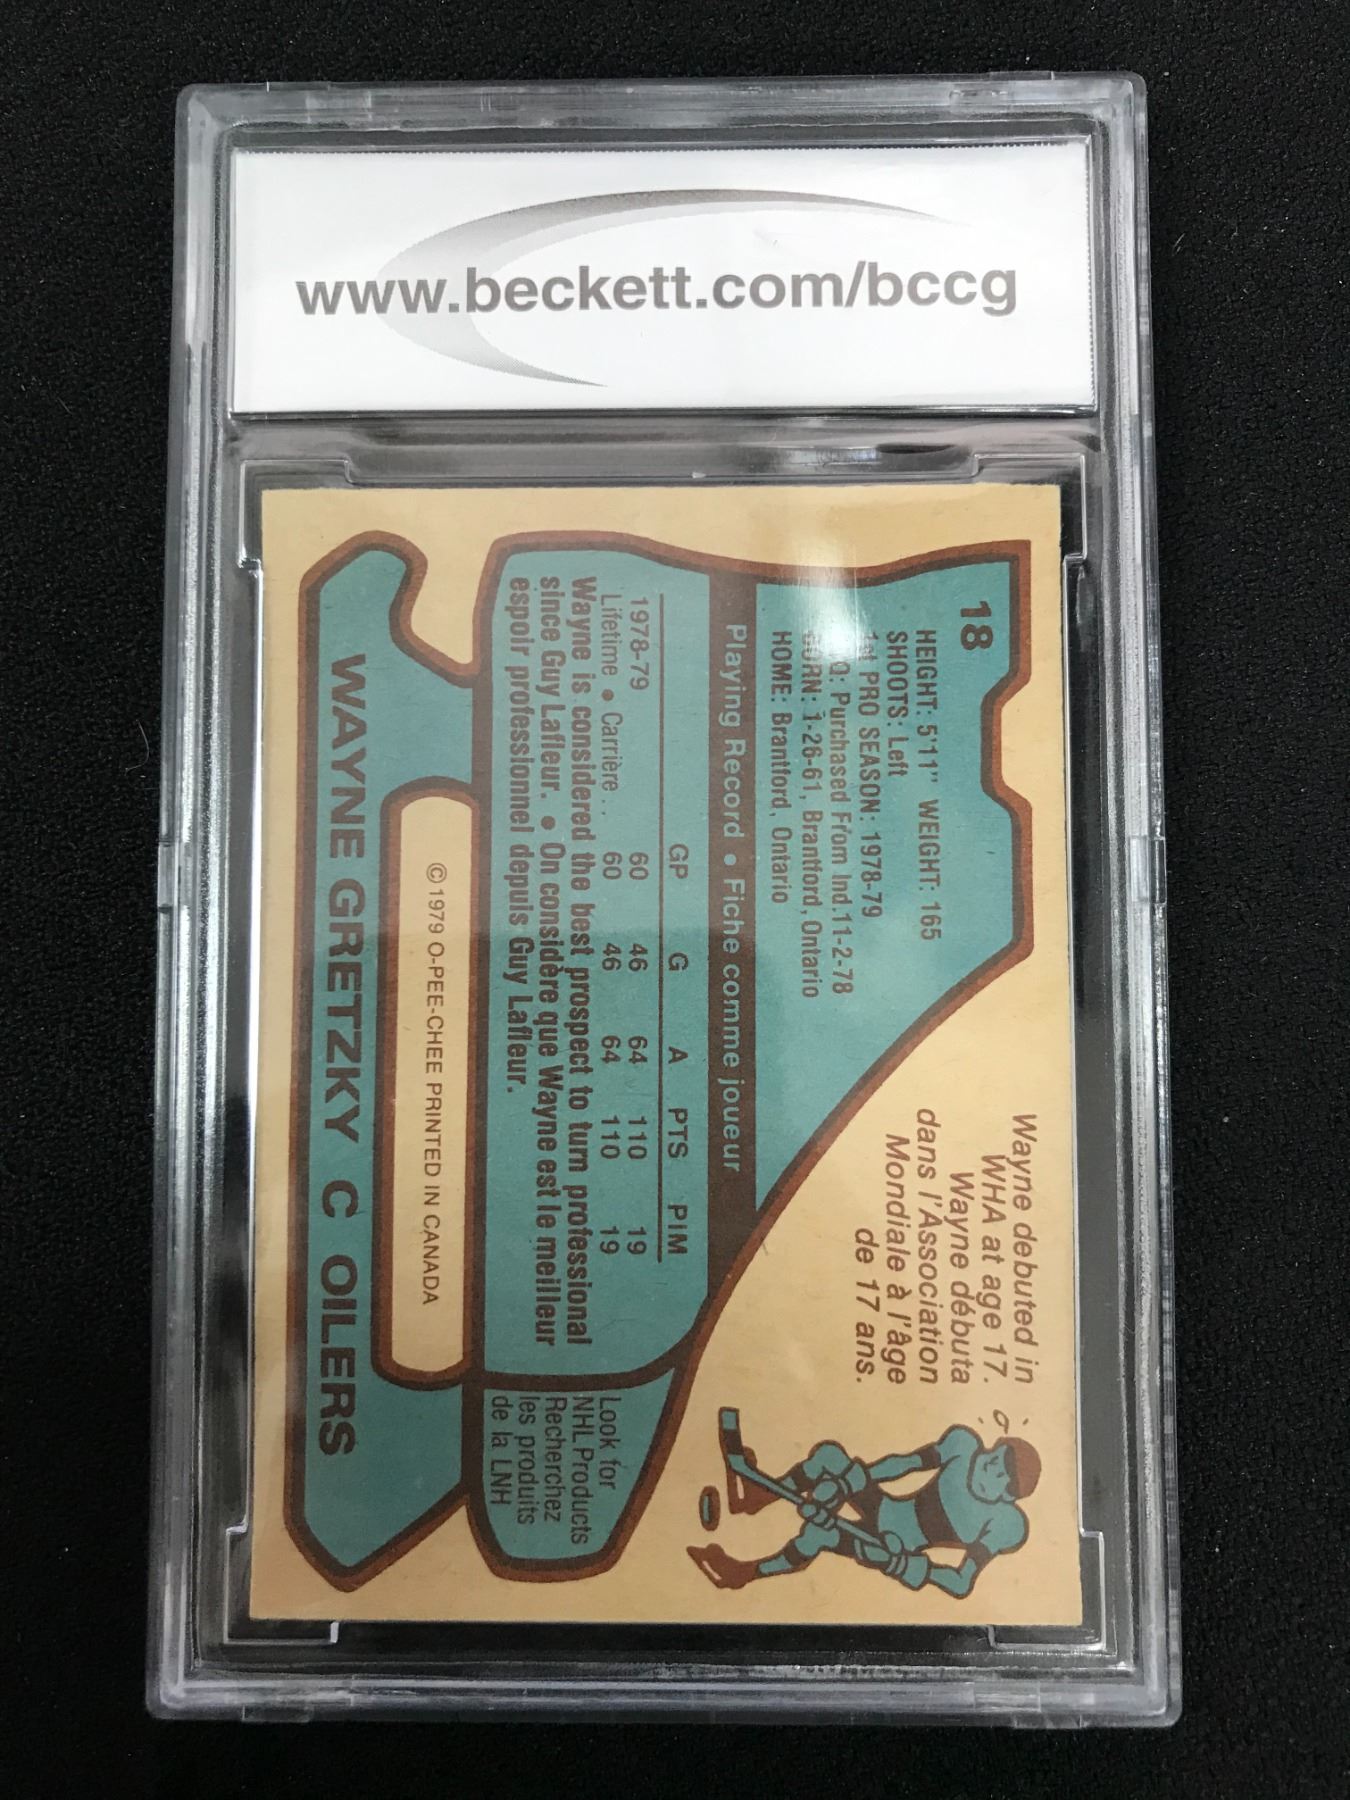 www.beckett.com/bccg
18
HEIGHT: 5'11" WEIGHT: 165
SHOOTS: Left
1st PRO SEASON: 1978-79
Purchased From Ind. 11-2-78
BORN: 1-26-61, Brantford, Ontario
HOME: Brantford, Ontario
Wayne debuted in
WHA at age 17.
Wayne débuta
dans l'Association
Mondiale à l'âge
de 17 ans.
Playing Record • Fiche comme joueur
GP G A PTS PIM
1978-79 60 46 64 110 19
Lifetime • Carrière .. 60 46 64 110 19
Wayne is considered the best prospect to turn professional
since Guy Lafleur. • On considère que Wayne est le meilleur
espoir professionnel depuis Guy Lafleur.
Look for
NHL Products
Recherchez
les produits
de la LNH
© 1979 O-PEE-CHEE PRINTED IN CANADA
WAYNE GRETZKY C OILERS